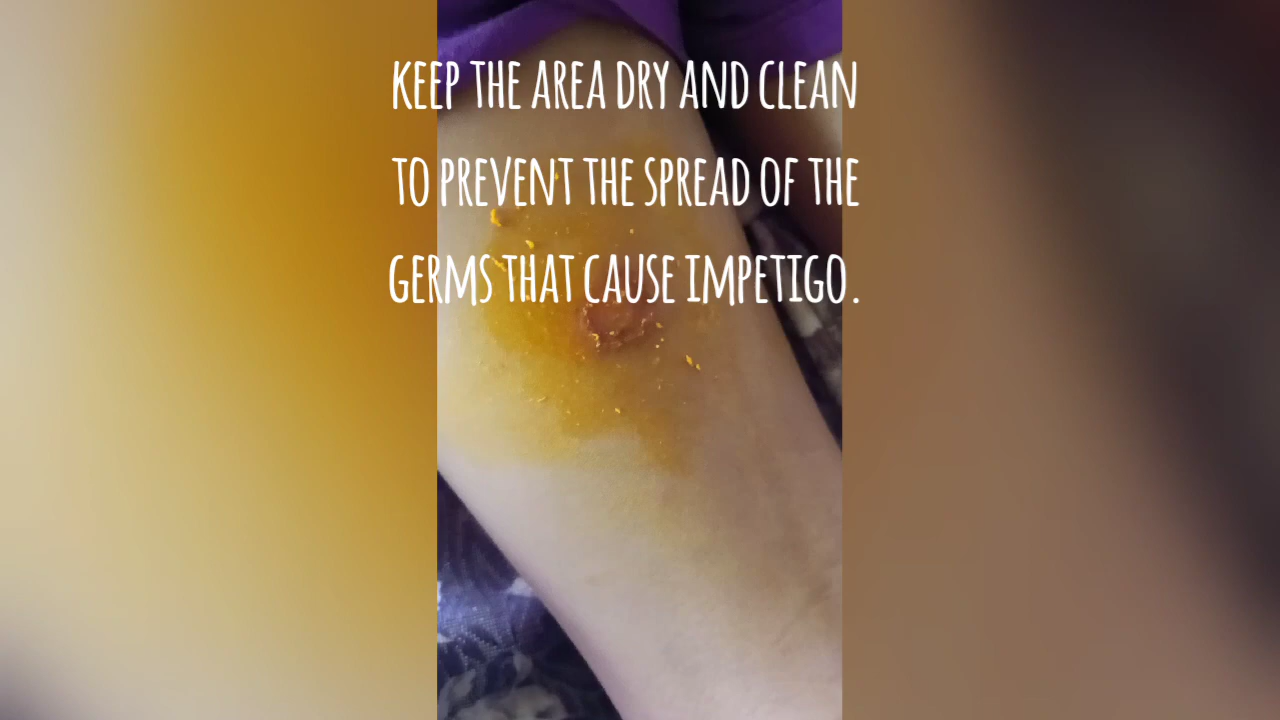 KEEP THE AREA DRY AND CLEAN
TO PREVENT THE SPREAD OF THE
GERMS THAT CAUSE IMPETIGO.